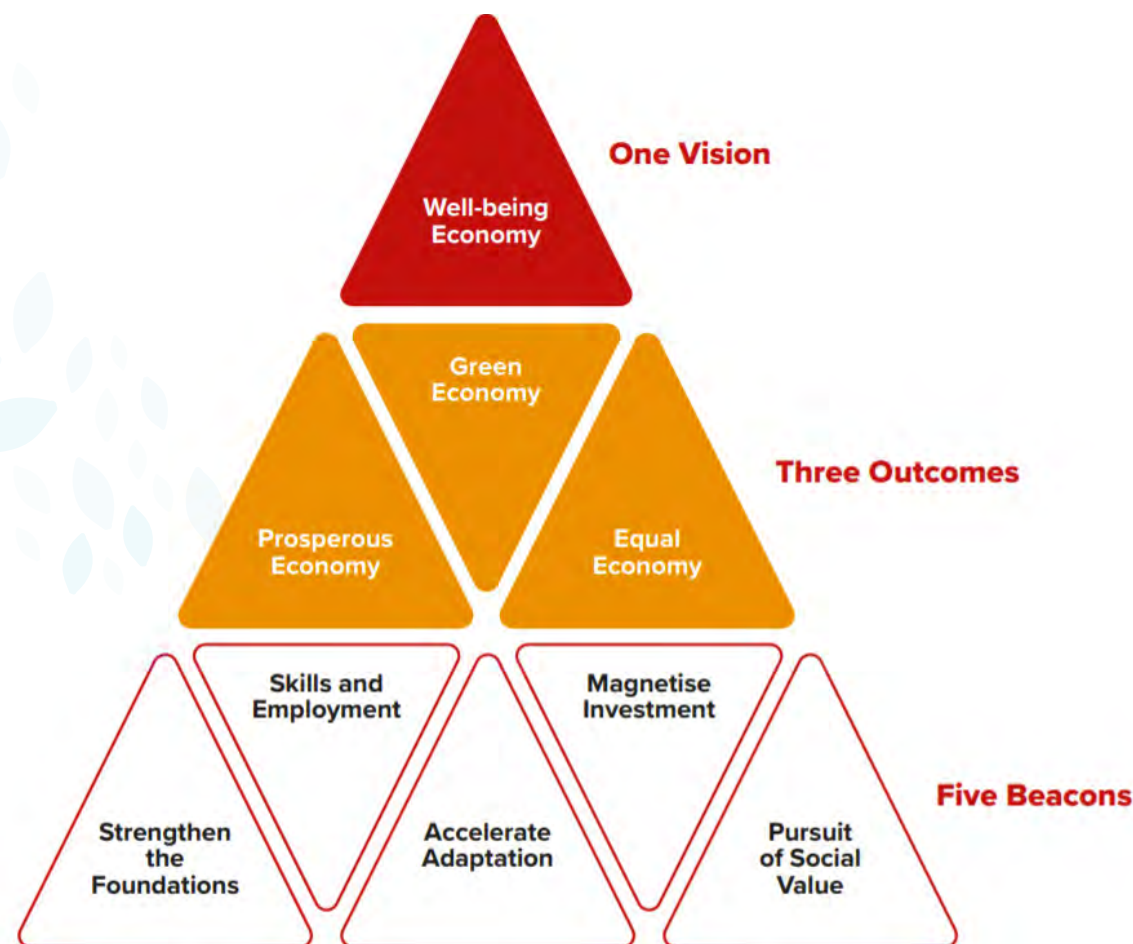 One Vision
Well-being
Economy
Green
Economy
Three Outcomes
Prosperous
Economy
Equal
Economy
Skills and
Employment
Magnetise
Investment
Five Beacons
Strengthen
the
Foundations
Accelerate
Adaptation
Pursuit
of Social
Value